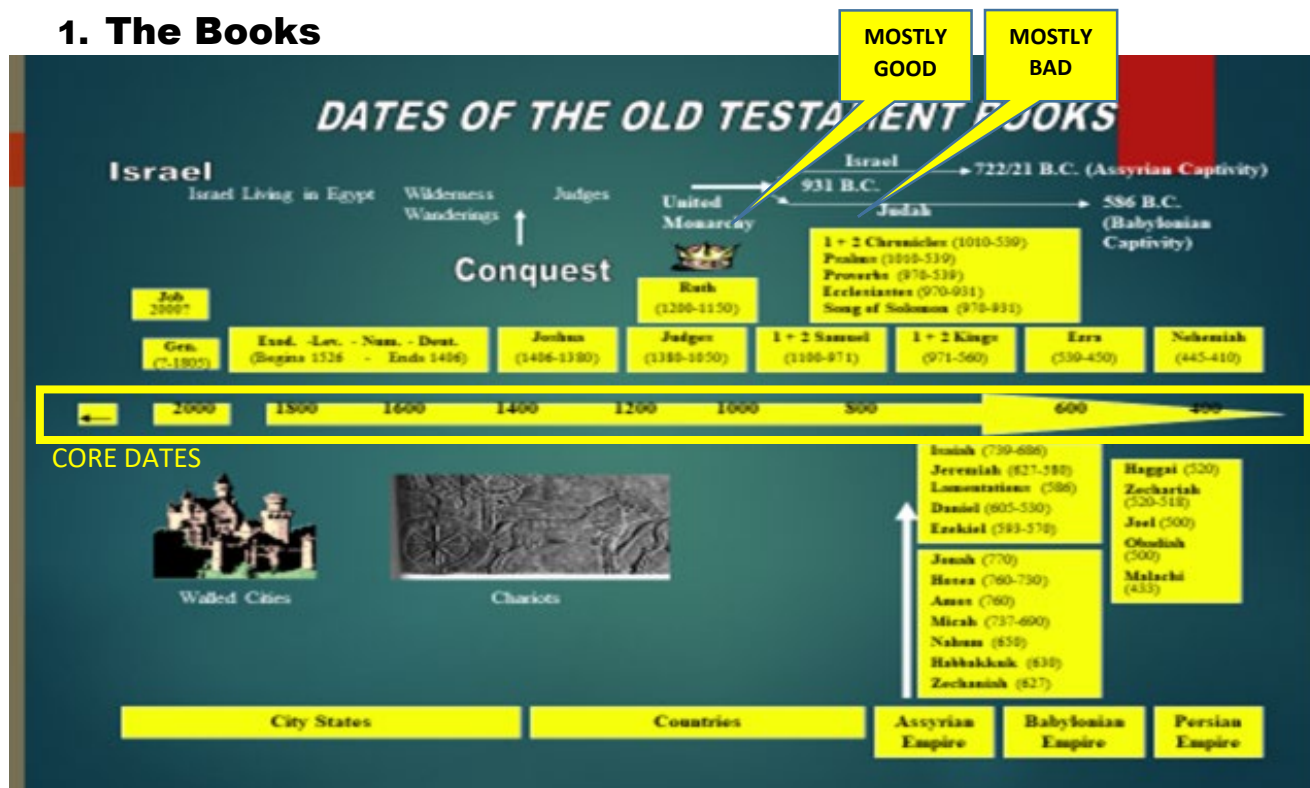 1. The Books
MOSTLY
GOOD
MOSTLY
BAD
DATES OF THE OLD TESTAMENT BOOKS
Israel
Israel Living in Egypt
Wilderness
Wanderings
Judges
United
Monarchy
Israel
931 B.C.
722/21 B.C. (Assyrian Captivity)
Judah
586 B.C.
(Babylonian
Captivity)
Conquest
1 + 2 Chronicles (1010-539)
Psalms (1010-539)
Proverbs (970-539)
Ecclesiastes (970-931)
Song of Solomon (970-931)
Job
2000?
Ruth
(1200-1150)
Gen.
(?-1805)
Exod. -Lev. - Num. - Deut.
(Begins 1526 - Ends 1406)
Joshua
(1406-1380)
Judges
(1380-1050)
1 + 2 Samuel
(1100-971)
1 + 2 Kings
(971-560)
Ezra
(539-450)
Nehemiah
(445-410)
2000 1800 1600 1400 1200 1000 800 600 400
CORE DATES
Isaiah (739-686)
Jeremiah (627-580)
Lamentations (586)
Daniel (605-530)
Ezekiel (593-570)
Haggai (520)
Zechariah
(520-518)
Joel (500)
Obadiah
(500)
Malachi
(433)
Jonah (770)
Hosea (760-730)
Amos (760)
Micah (737-690)
Nahum (650)
Habbakkuk (630)
Zechaniah (627)
Walled Cities
Chariots
City States
Countries
Assyrian
Empire
Babylonian
Empire
Persian
Empire